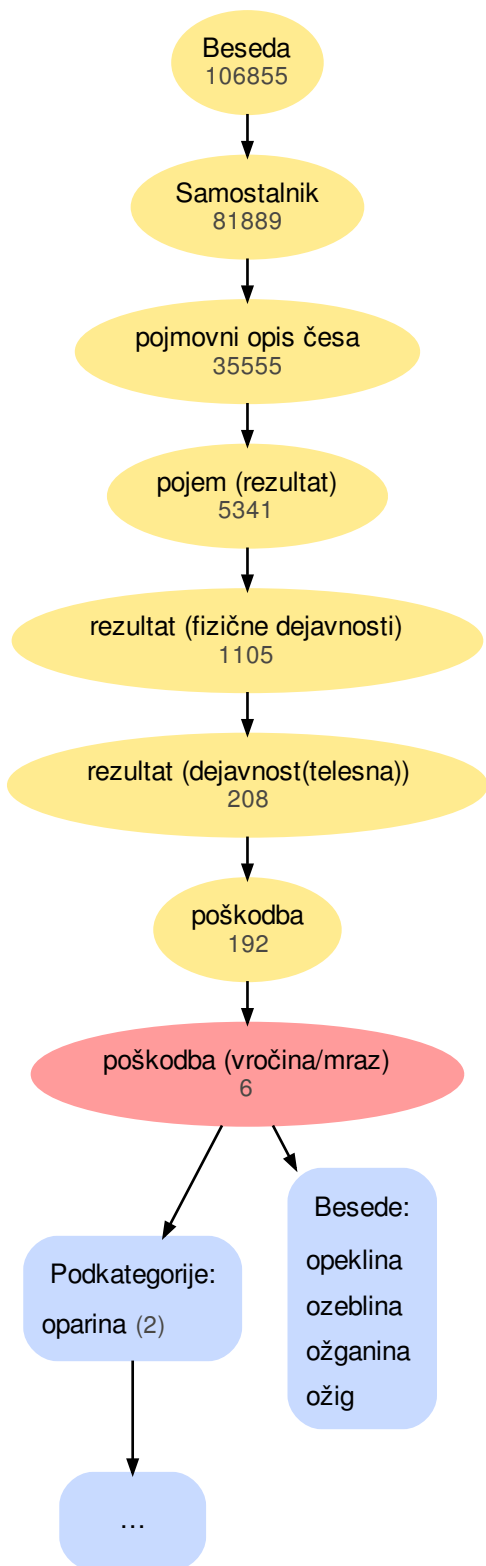 Beseda
106855
Samostalnik
81889
pojmovni opis česa
35555
pojem (rezultat)
5341
rezultat (fizične dejavnosti)
1105
rezultat (dejavnost(telesna))
208
poškodba
192
poškodba (vročina/mraz)
6
Podkategorije:
oparina (2)
...
Besede:
opeklina
ozeblina
ožganina
ožig